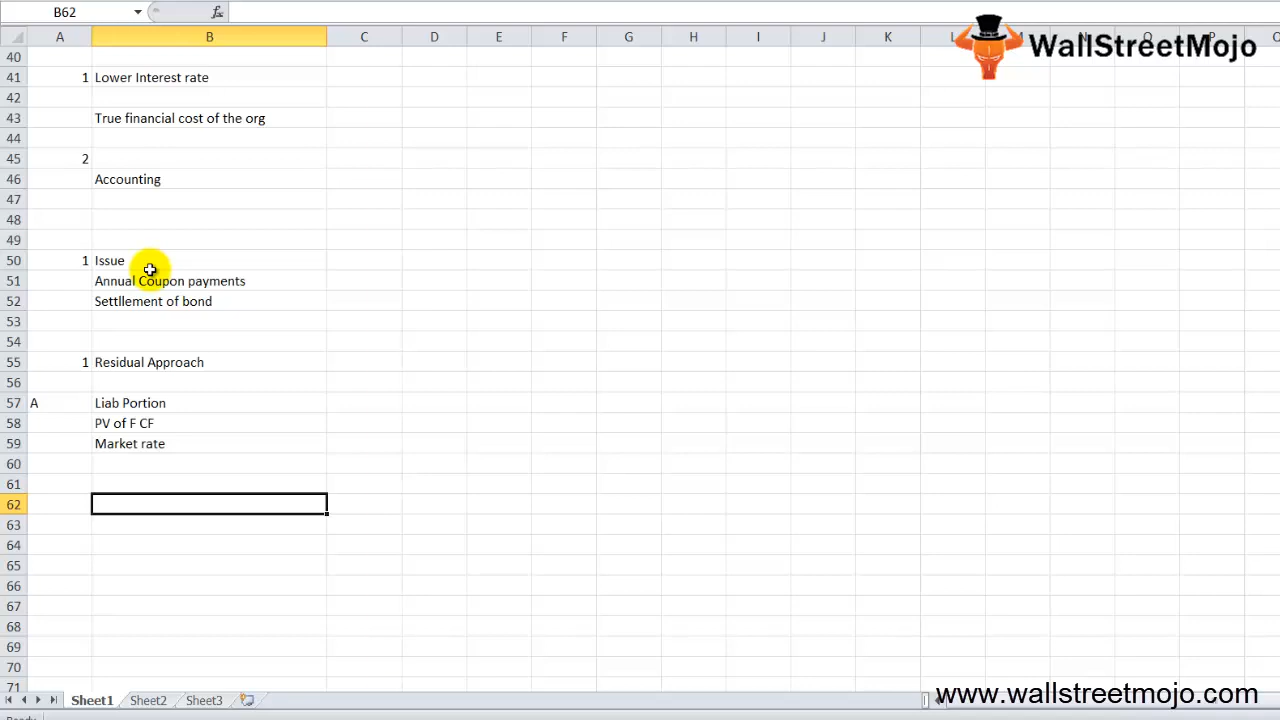 B62 fx
A B C D E F G H I J K L N O P
40
41 1 Lower Interest rate
42
43 True financial cost of the org
44
45 2
46 Accounting
47
48
49
50 1 Issue
51 Annual Coupon payments
52 Settllement of bond
53
54
55 1 Residual Approach
56
57 A Liab Portion
58 PV of F CF
59 Market rate
60
61
62
63
64
65
66
67
68
69
70
71
Sheet1 Sheet2 Sheet3
WallStreetMojo
www.wallstreetmojo.com